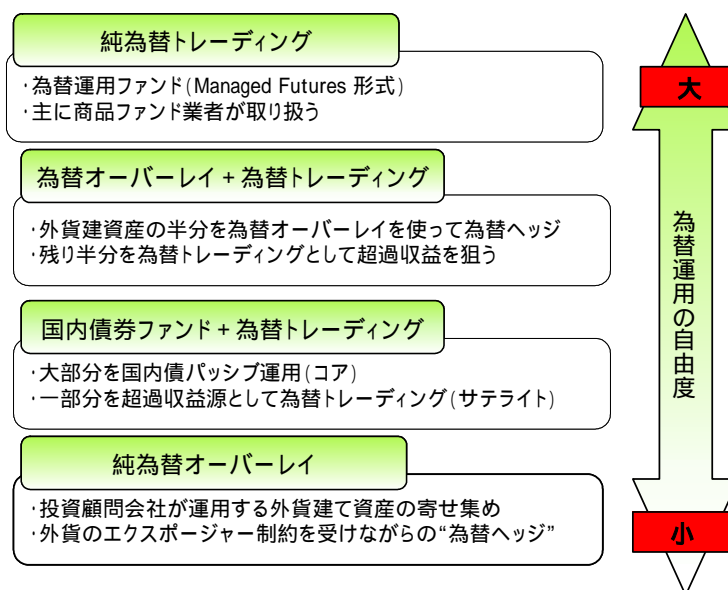 純為替トレーディング
・為替運用ファンド(Managed Futures 形式)
・主に商品ファンド業者が取り扱う
為替オーバーレイ + 為替トレーディング
・外貨建資産の半分を為替オーバーレイを使って為替ヘッジ
・残り半分を為替トレーディングとして超過収益を狙う
国内債券ファンド + 為替トレーディング
・大部分を国内債パッシブ運用(コア)
・一部分を超過収益源として為替トレーディング(サテライト)
純為替オーバーレイ
・投資顧問会社が運用する外貨建て資産の寄せ集め
・外貨のエクスポージャー制約を受けながらの“為替ヘッジ”
大
為替運用の自由度
小